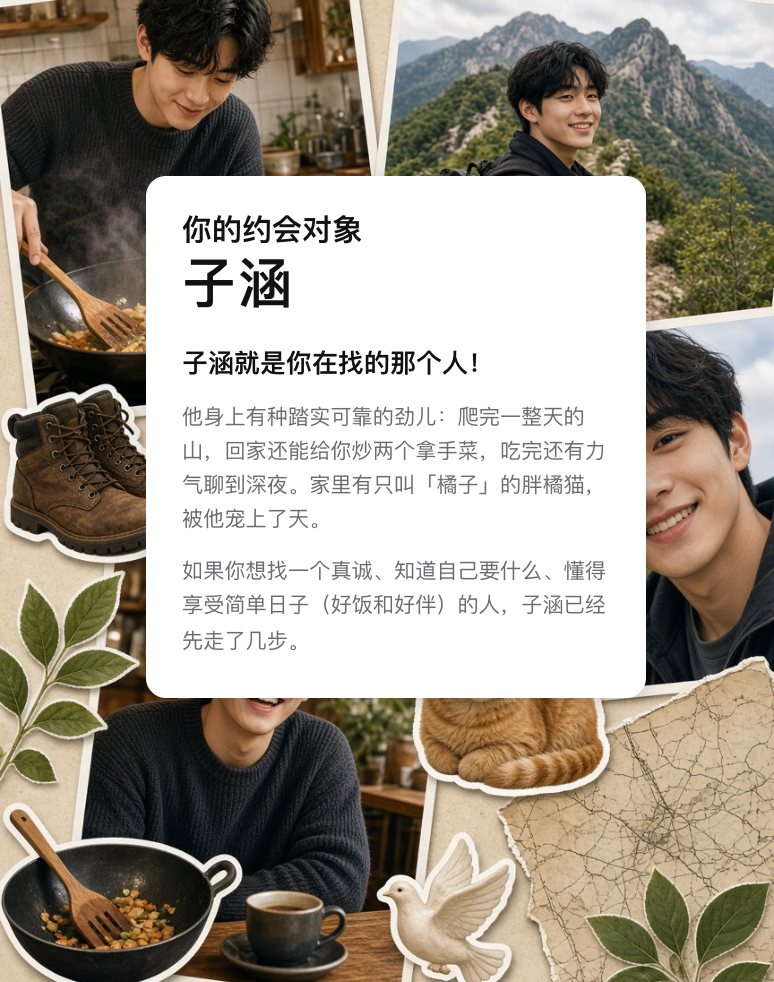 你的约会对象
子涵
子涵就是你在找的那个人！
他身上有种踏实可靠的劲儿：爬完一整天的
山，回家还能给你炒两个拿手菜，吃完还有力
气聊到深夜。家里有只叫「橘子」的胖橘猫，
被他宠上了天。
如果你想找一个真诚、知道自己要什么、懂得
享受简单日子（好饭和好伴）的人，子涵已经
先走了几步。